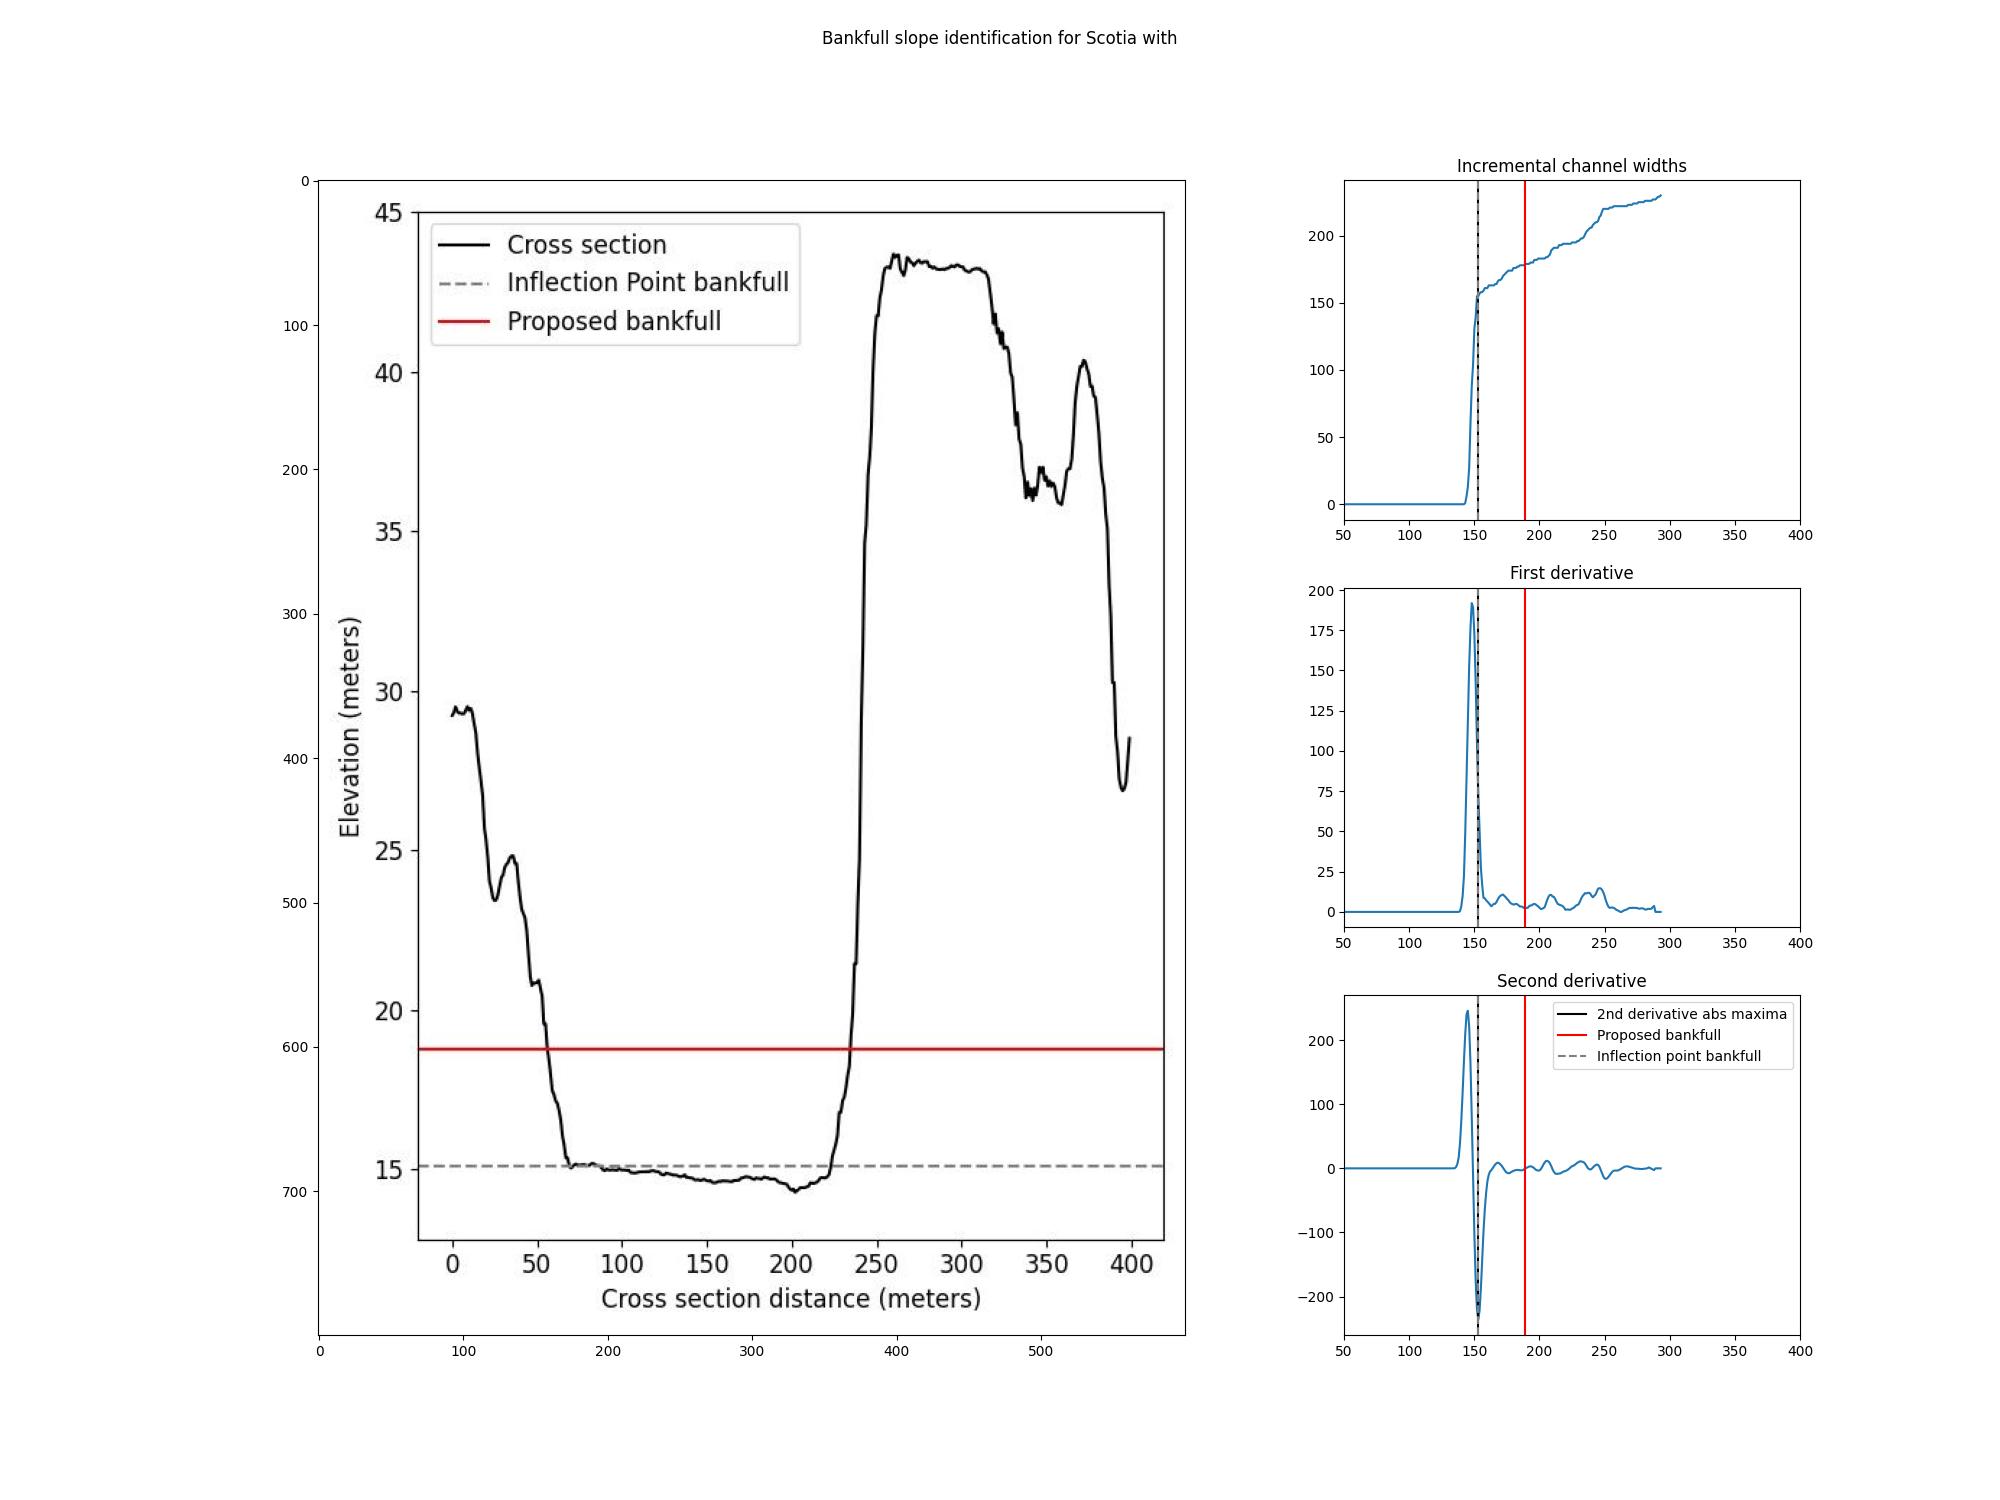 Bankfull slope identification for Scotia with
0
100
200
300
400
500
600
700
0 100 200 300 400 500
45
40
35
30
25
20
15
Elevation (meters)
Cross section
Inflection Point bankfull
Proposed bankfull
0 50 100 150 200 250 300 350 400
Cross section distance (meters)
Incremental channel widths
200
150
100
50
0
50 100 150 200 250 300 350 400
First derivative
200
175
150
125
100
75
50
25
0
50 100 150 200 250 300 350 400
Second derivative
200
100
0
−100
−200
2nd derivative abs maxima
Proposed bankfull
Inflection point bankfull
50 100 150 200 250 300 350 400